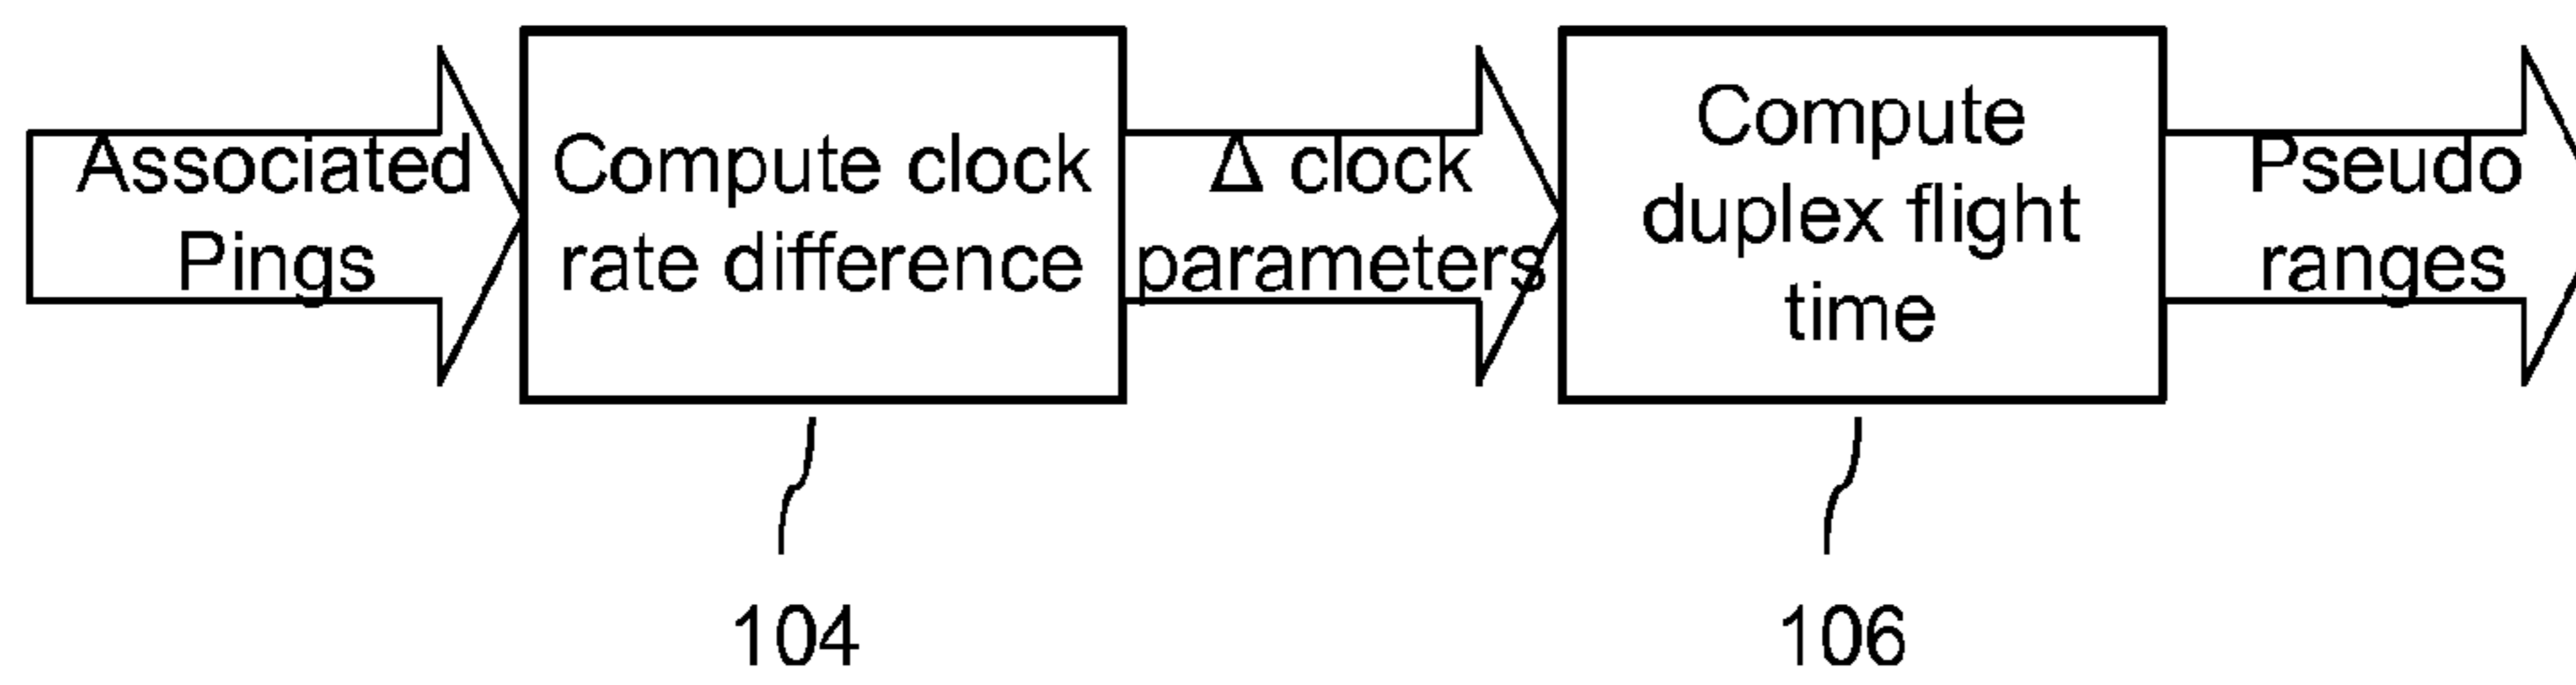 Associated
Pings
Compute clock
rate difference
Δ clock
parameters
Compute
duplex flight
time
Pseudo
ranges
104
106